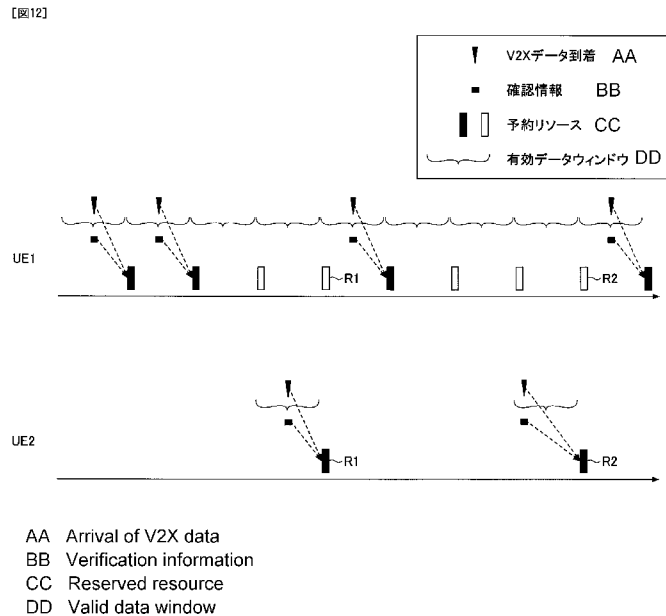 [図12]
V2Xデータ到着 AA
確認情報 BB
予約リソース CC
有効データウィンドウ DD
UE1
R1
R2
UE2
R1
R2
AA Arrival of V2X data
BB Verification information
CC Reserved resource
DD Valid data window